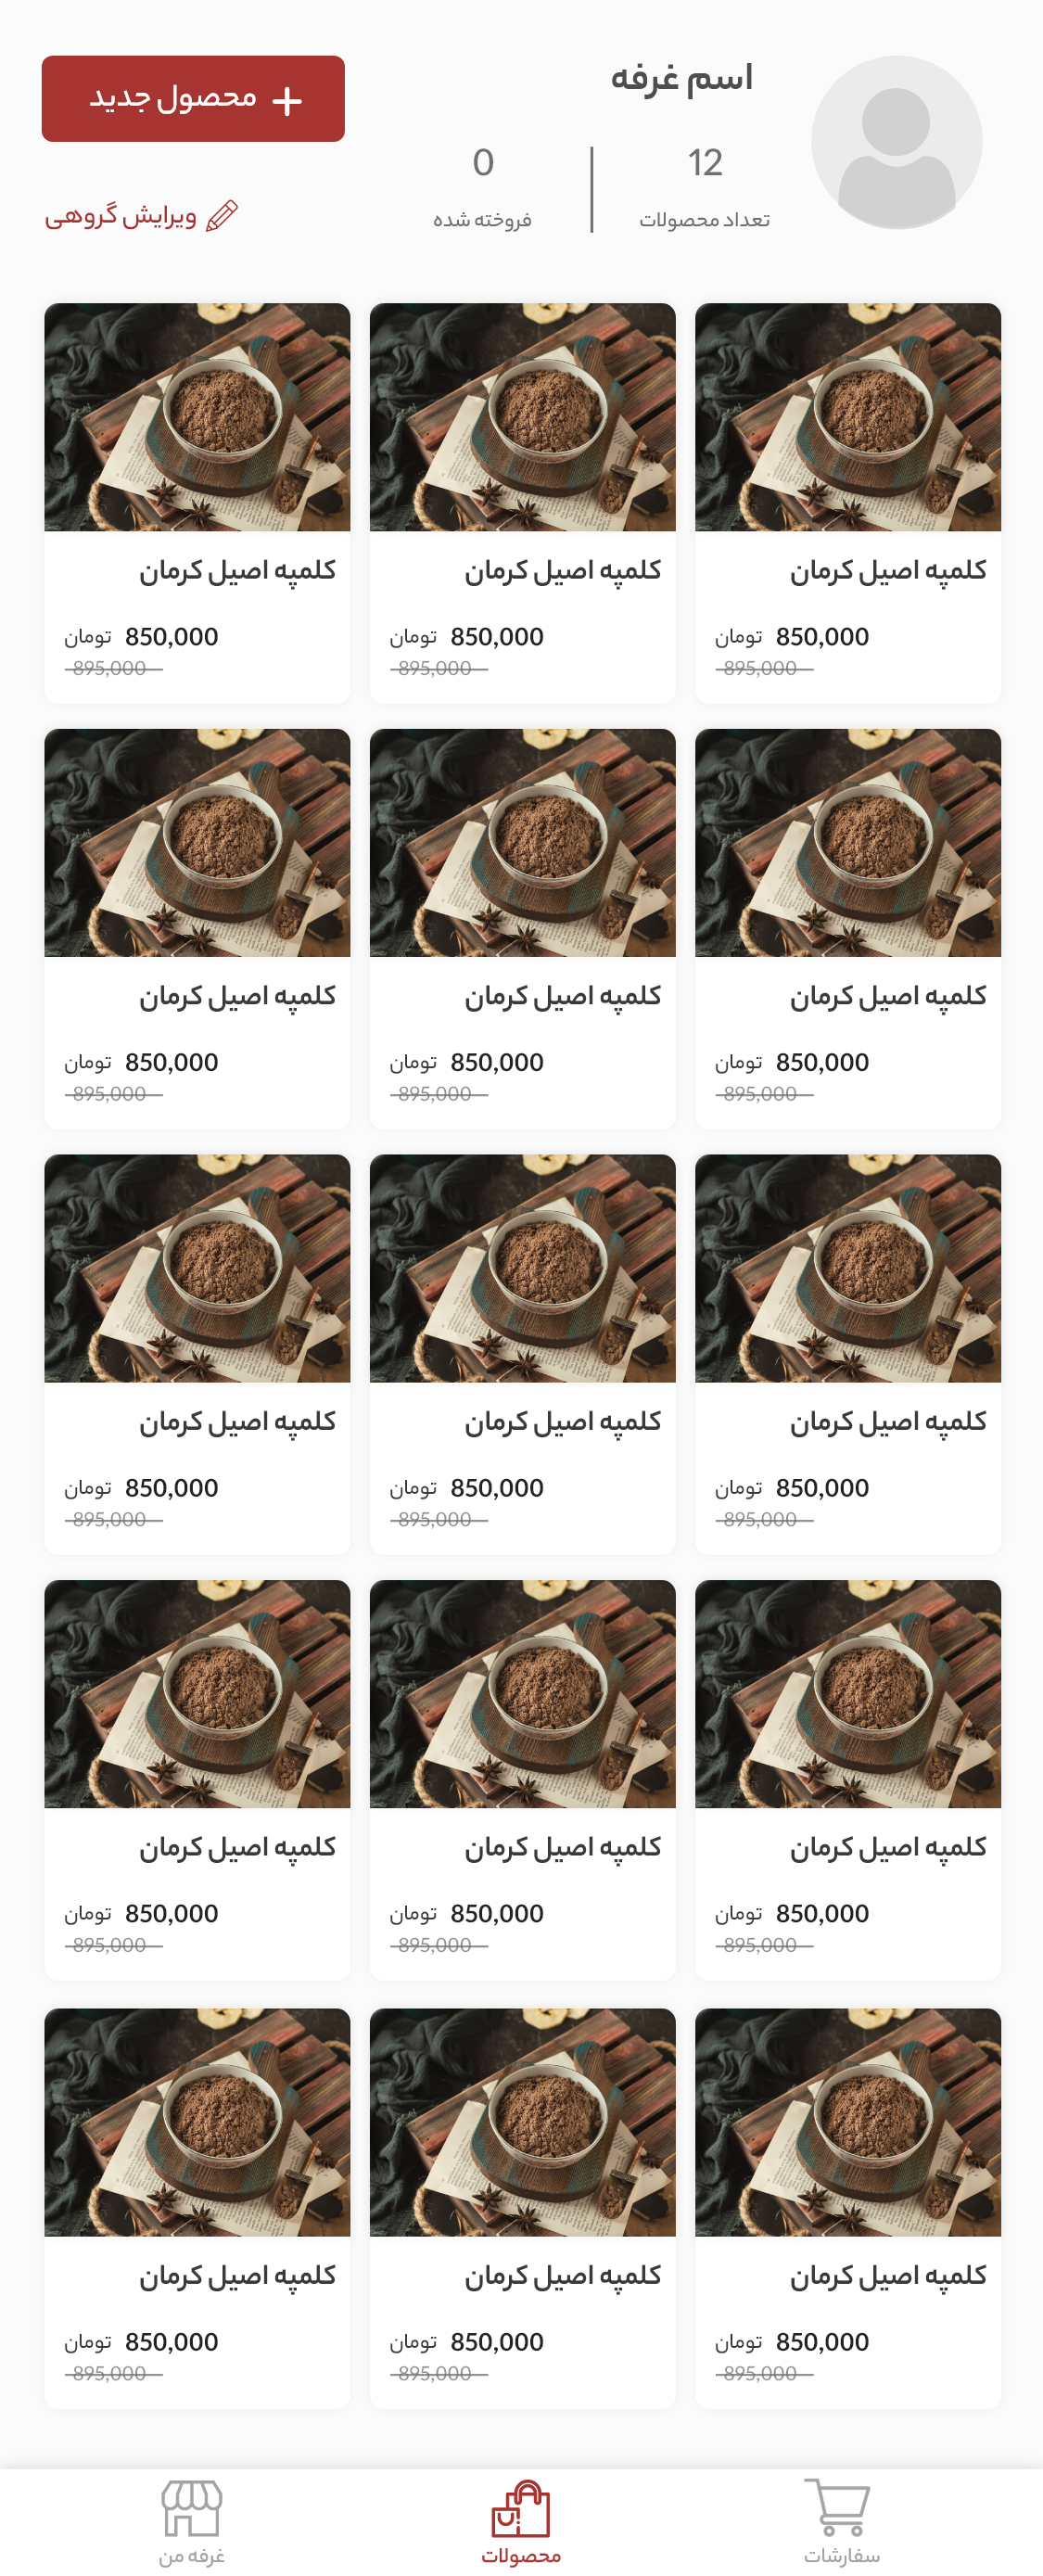 اسم غرفه
12
تعداد محصولات
0
فروخته شده
محصول جدید
ویرایش گروهی
کلمپه اصیل کرمان
850,000 تومان
895,000
کلمپه اصیل کرمان
850,000 تومان
895,000
کلمپه اصیل کرمان
850,000 تومان
895,000
کلمپه اصیل کرمان
850,000 تومان
895,000
کلمپه اصیل کرمان
850,000 تومان
895,000
کلمپه اصیل کرمان
850,000 تومان
895,000
کلمپه اصیل کرمان
850,000 تومان
895,000
کلمپه اصیل کرمان
850,000 تومان
895,000
کلمپه اصیل کرمان
850,000 تومان
895,000
کلمپه اصیل کرمان
850,000 تومان
895,000
کلمپه اصیل کرمان
850,000 تومان
895,000
کلمپه اصیل کرمان
850,000 تومان
895,000
کلمپه اصیل کرمان
850,000 تومان
895,000
کلمپه اصیل کرمان
850,000 تومان
895,000
کلمپه اصیل کرمان
850,000 تومان
895,000
سفارشات
محصولات
غرفه من